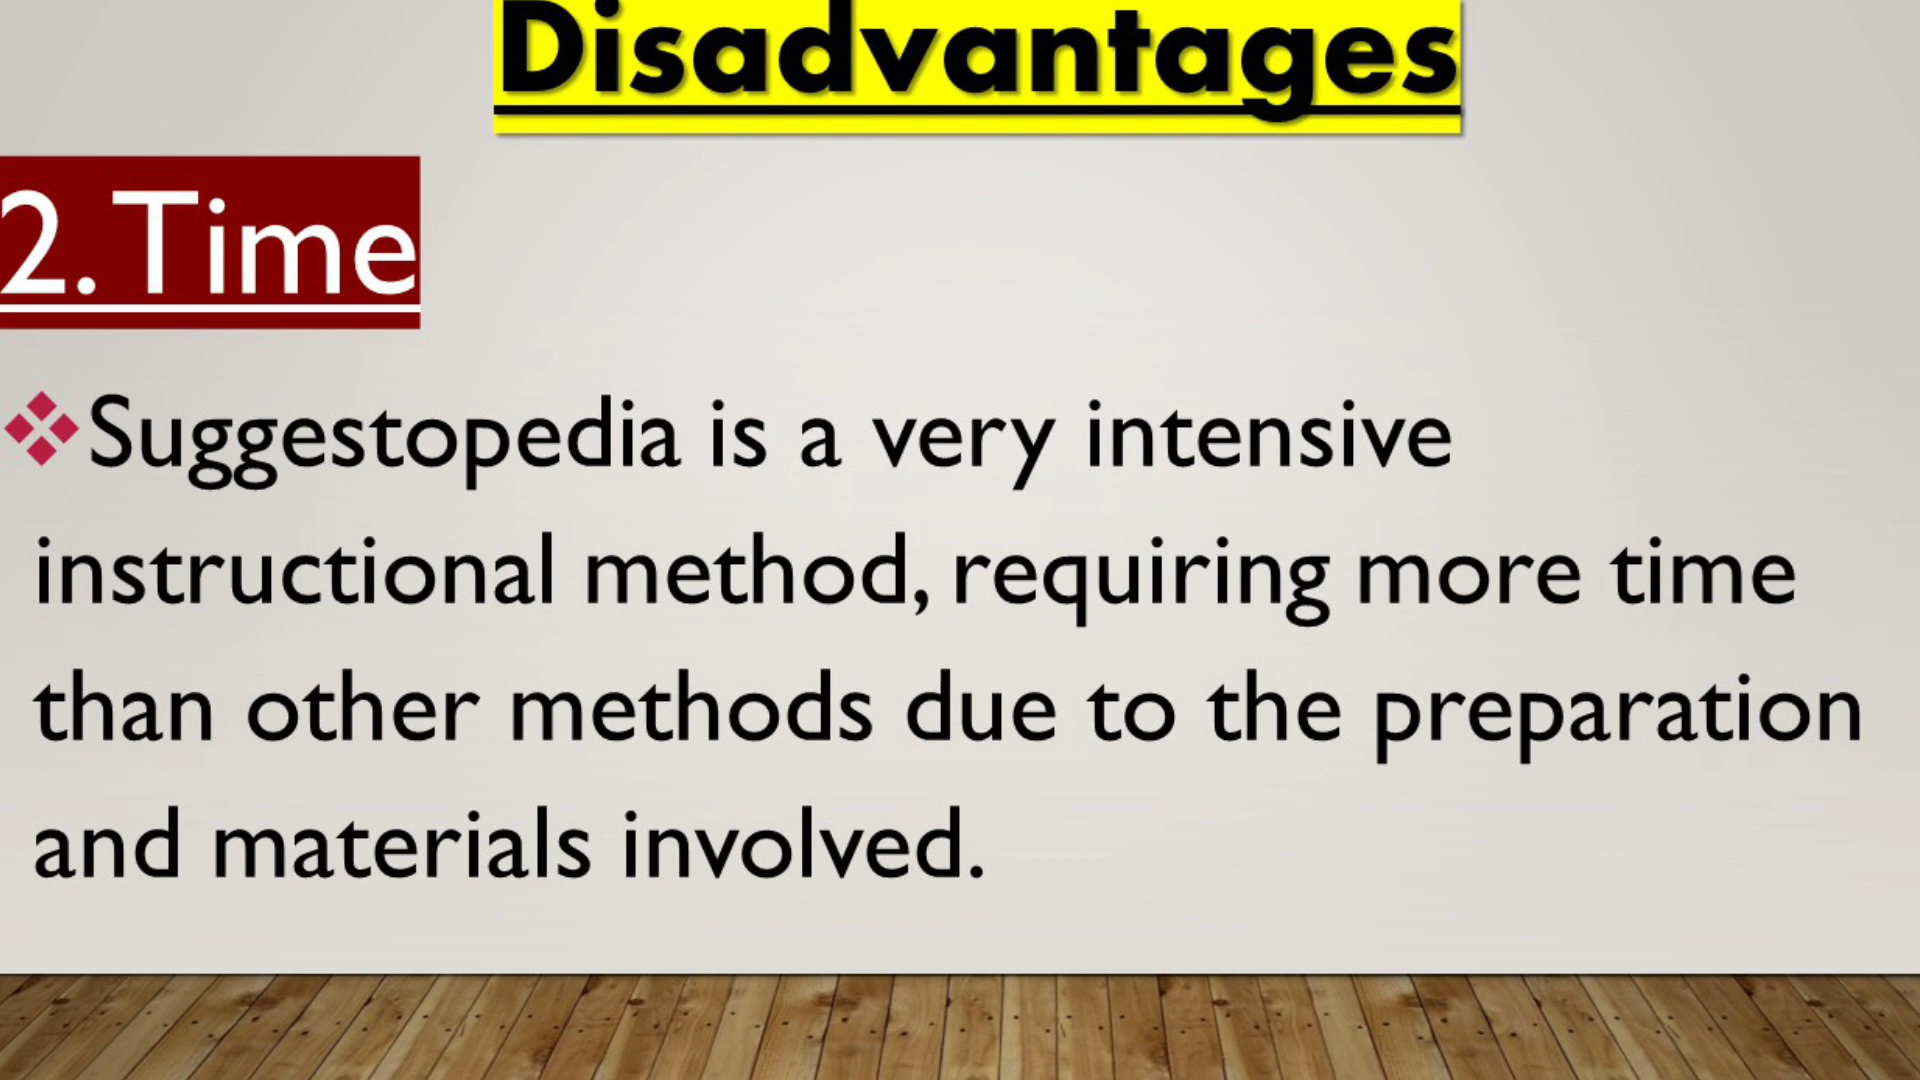 Disadvantages
2. Time
❖Suggestopedia is a very intensive
instructional method, requiring more time
than other methods due to the preparation
and materials involved.